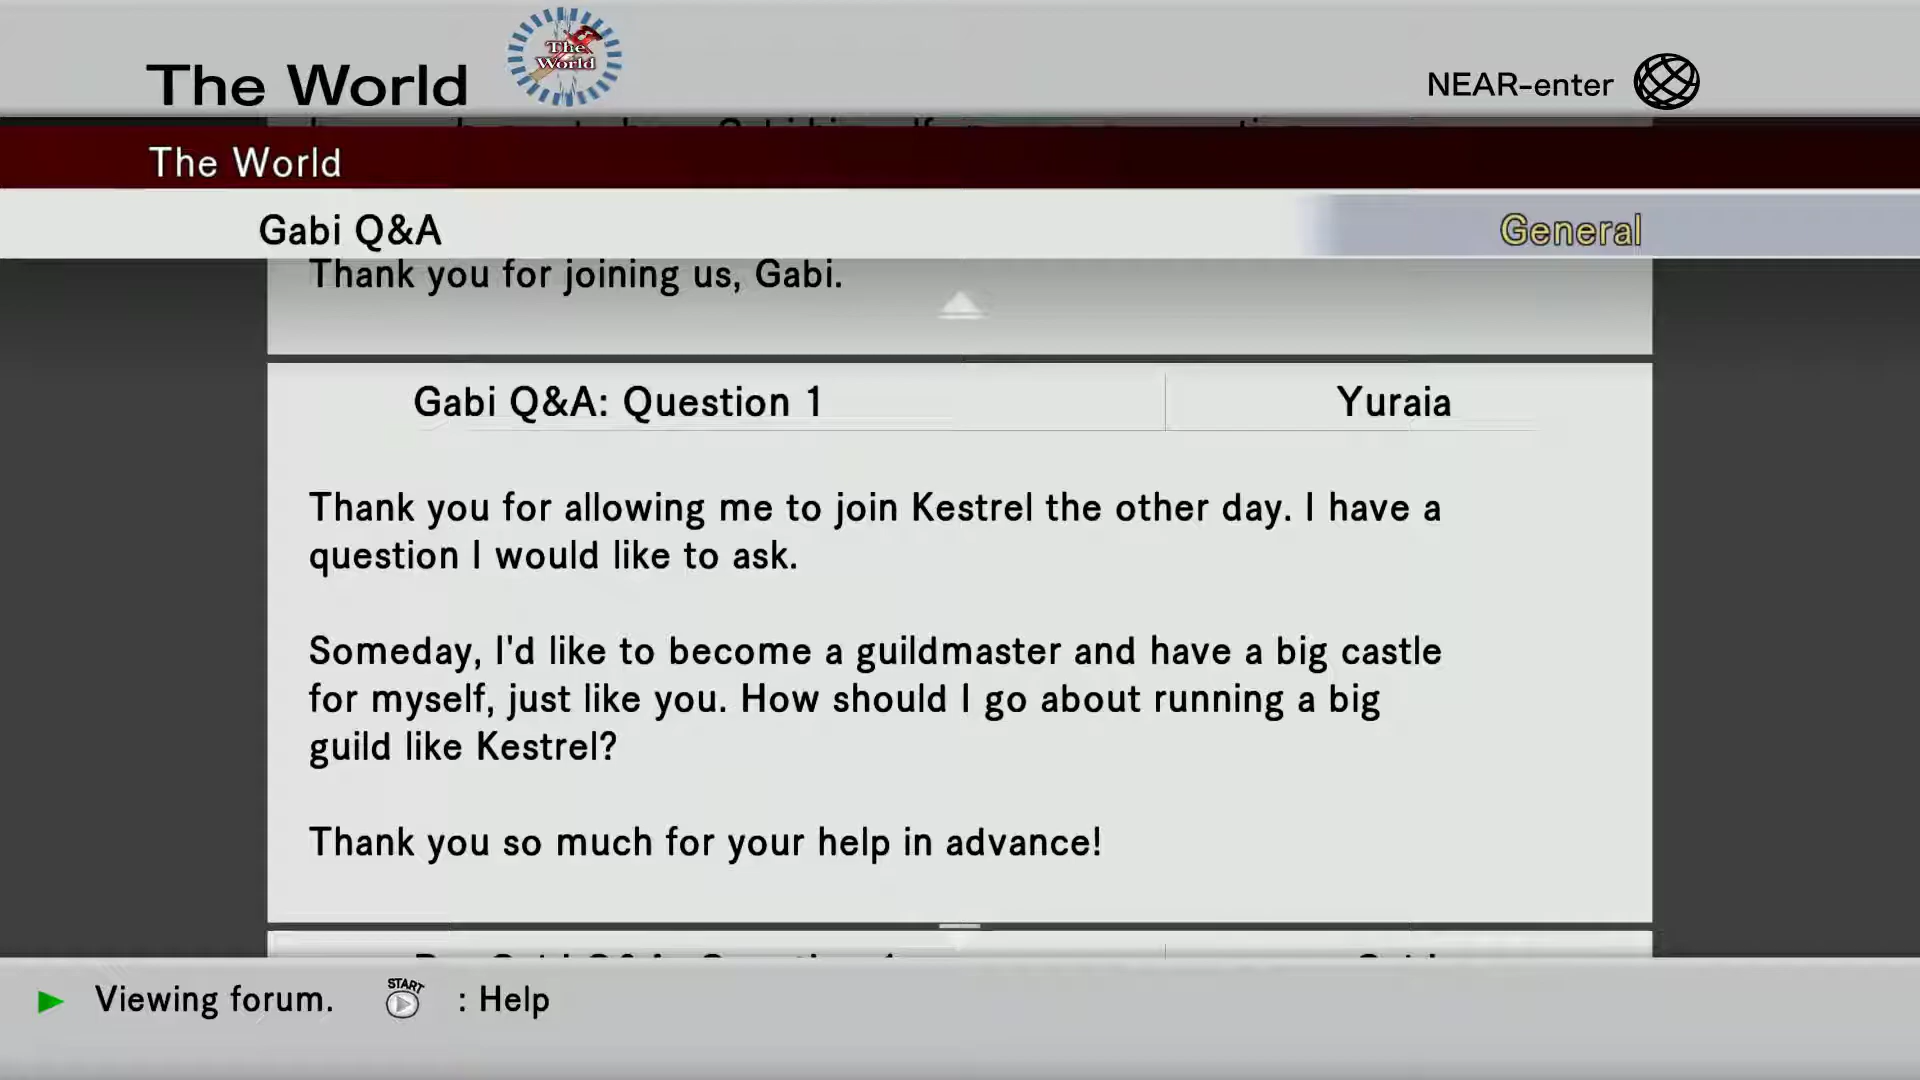 The World
The World
NEAR-enter
The World
Gabi Q&A
General
Thank you for joining us, Gabi.
Gabi Q&A: Question 1
Yuraia
Thank you for allowing me to join Kestrel the other day. I have a
question I would like to ask.
Someday, I'd like to become a guildmaster and have a big castle
for myself, just like you. How should I go about running a big
guild like Kestrel?
Thank you so much for your help in advance!
Viewing forum.
START
: Help